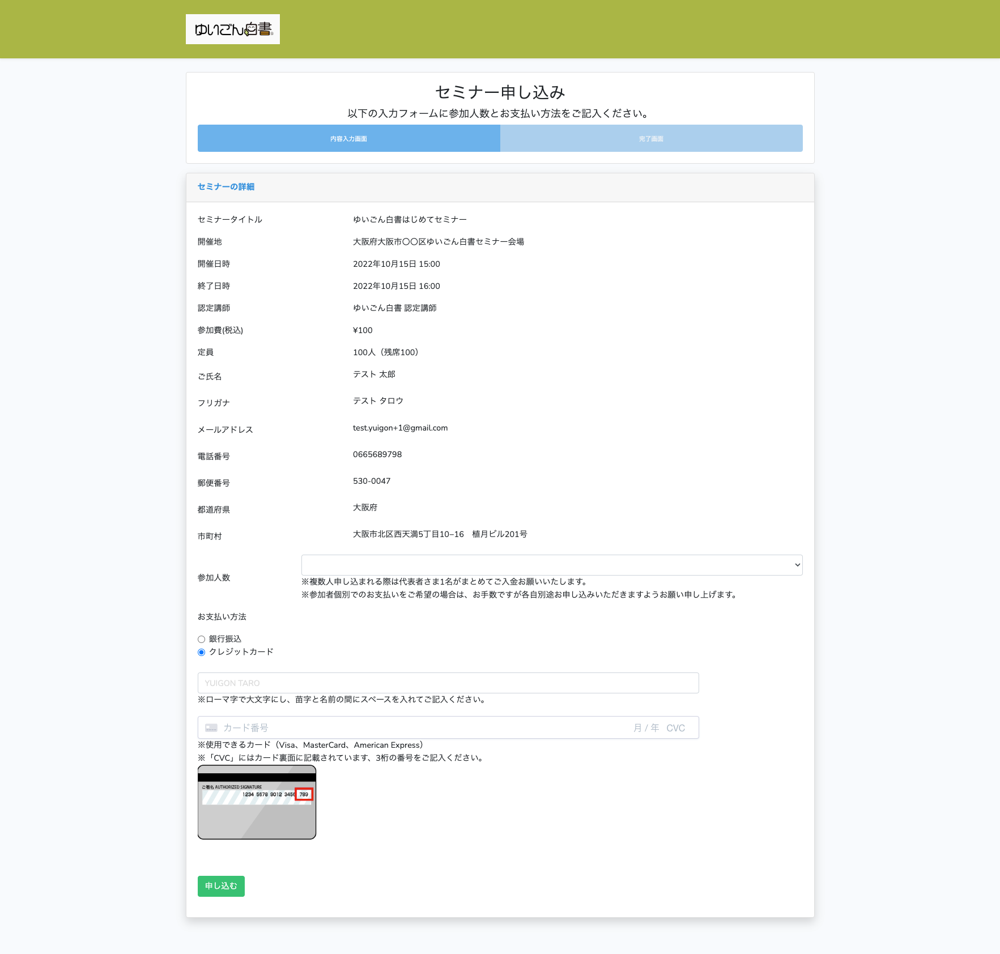 ゆいごん白書
セミナー申し込み
以下の入力フォームに参加人数とお支払い方法をご記入ください。
内容入力画面
完了画面
セミナーの詳細
セミナータイトル ゆいごん白書はじめてセミナー
開催地 大阪府大阪市〇〇区ゆいごん白書セミナー会場
開催日時 2022年10月15日 15:00
終了日時 2022年10月15日 16:00
認定講師 ゆいごん白書 認定講師
参加費(税込) ¥100
定員 100人（残席100）
ご氏名 テスト 太郎
フリガナ テスト タロウ
メールアドレス test.yuigon+1@gmail.com
電話番号 0665689798
郵便番号 530-0047
都道府県 大阪府
市町村 大阪市北区西天満5丁目10−16　植月ビル201号
参加人数
※複数人申し込まれる際は代表者さま1名がまとめてご入金お願いいたします。
※参加者個別でのお支払いをご希望の場合は、お手数ですが各自別途お申し込みいただきますようお願い申し上げます。
お支払い方法
銀行振込
クレジットカード
YUIGON TARO
※ローマ字で大文字にし、苗字と名前の間にスペースを入れてご記入ください。
カード番号 月 / 年 CVC
※使用できるカード（Visa、MasterCard、American Express）
※「CVC」にはカード裏面に記載されています、3桁の番号をご記入ください。
ご署名 AUTHORIZED SIGNATURE
1234 5678 9012 3456 789
申し込む